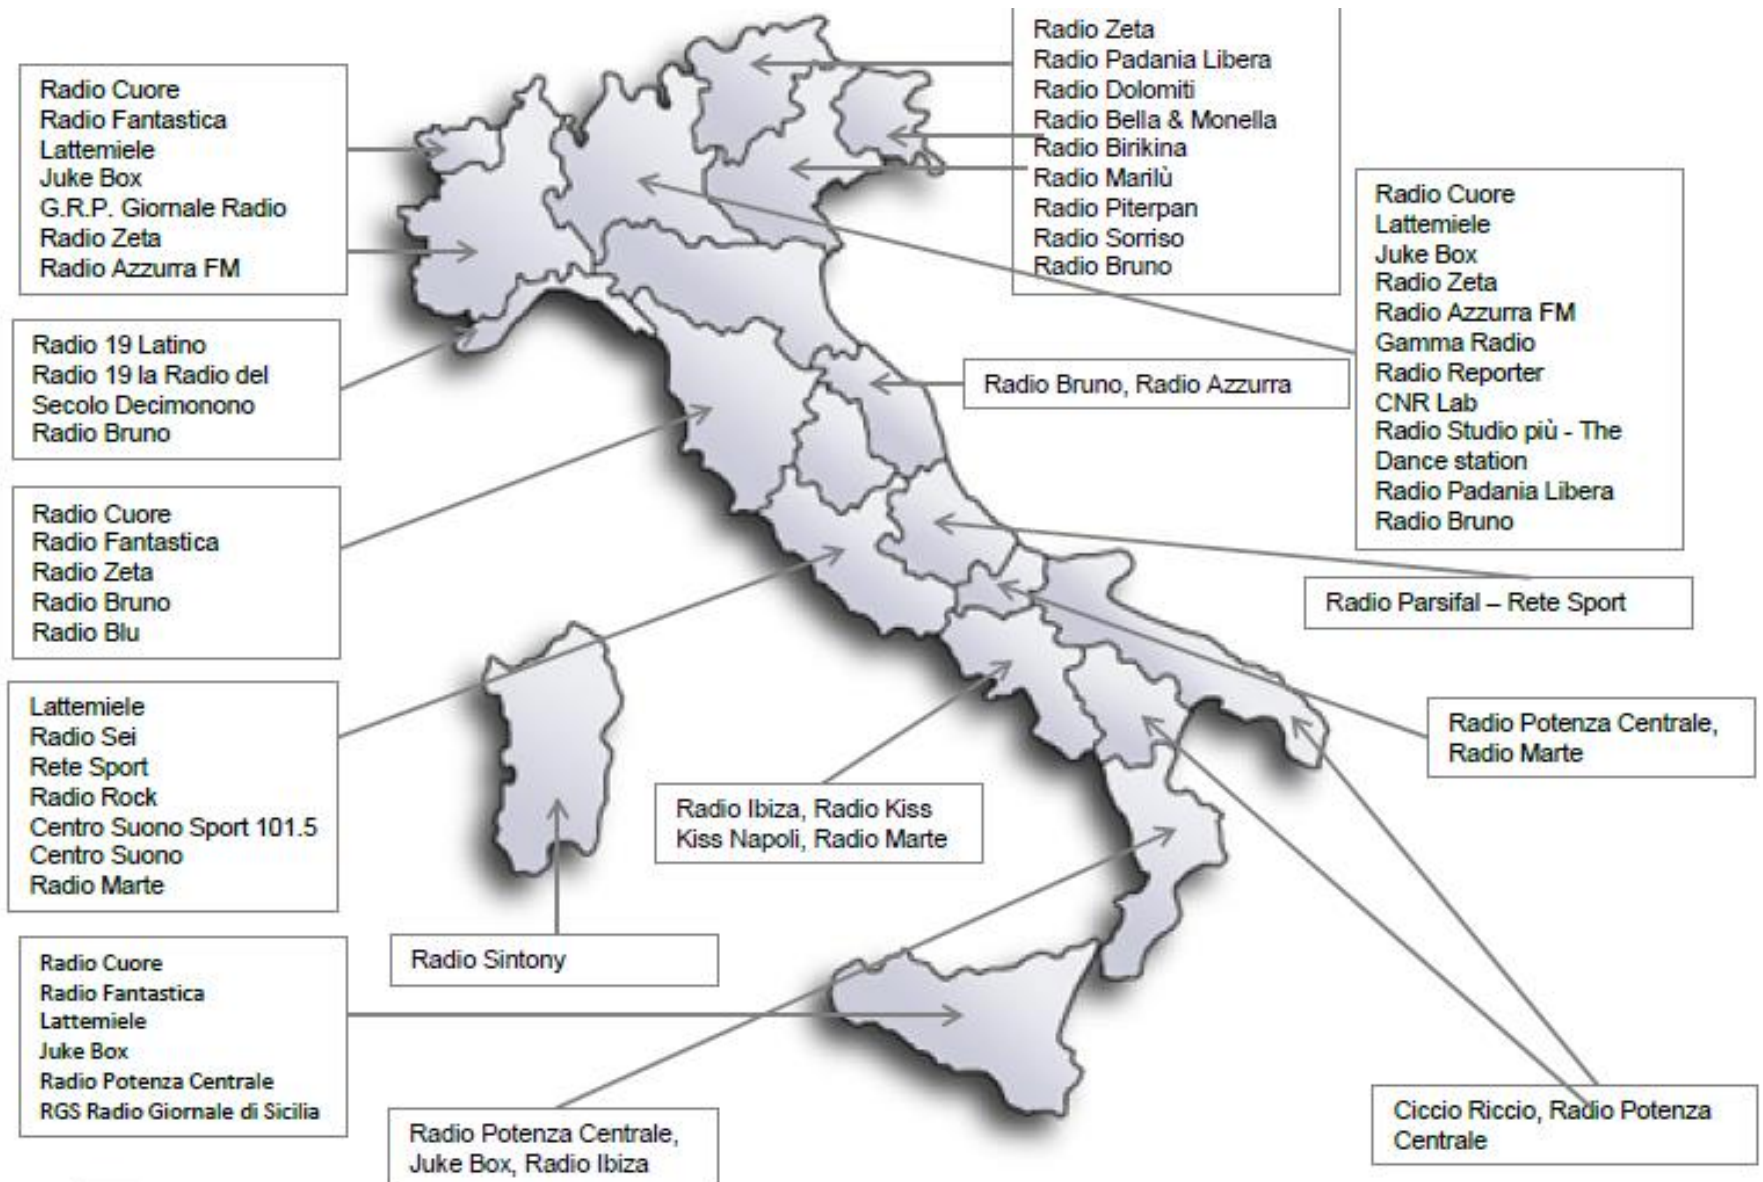 Radio Cuore
Radio Fantastica
Lattemiele
Juke Box
G.R.P. Giornale Radio
Radio Zeta
Radio Azzurra FM
Radio 19 Latino
Radio 19 la Radio del
Secolo Decimonono
Radio Bruno
Radio Cuore
Radio Fantastica
Radio Zeta
Radio Bruno
Radio Blu
Lattemiele
Radio Sei
Rete Sport
Radio Rock
Centro Suono Sport 101.5
Centro Suono
Radio Marte
Radio Cuore
Radio Fantastica
Lattemiele
Juke Box
Radio Potenza Centrale
RGS Radio Giornale di Sicilia
Radio Sintony
Radio Potenza Centrale,
Juke Box, Radio Ibiza
Radio Ibiza, Radio Kiss
Kiss Napoli, Radio Marte
Radio Zeta
Radio Padania Libera
Radio Dolomiti
Radio Bella & Monella
Radio Birikina
Radio Marilù
Radio Piterpan
Radio Sorriso
Radio Bruno
Radio Bruno, Radio Azzurra
Radio Cuore
Lattemiele
Juke Box
Radio Zeta
Radio Azzurra FM
Gamma Radio
Radio Reporter
CNR Lab
Radio Studio più - The
Dance station
Radio Padania Libera
Radio Bruno
Radio Parsifal – Rete Sport
Radio Potenza Centrale,
Radio Marte
Ciccio Riccio, Radio Potenza
Centrale